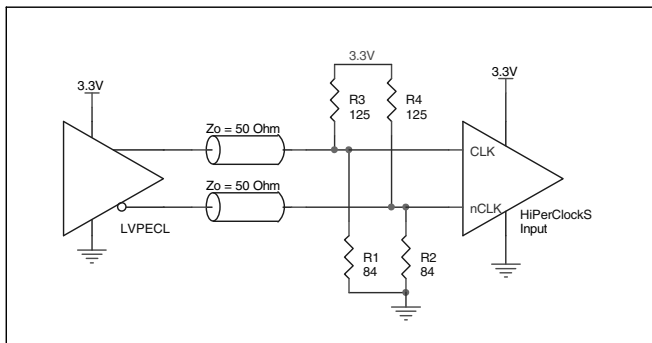 3.3V
3.3V
3.3V
R3
125
R4
125
Zo = 50 Ohm
CLK
Zo = 50 Ohm
nCLK
LVPECL
HiPerClockS
Input
R1
84
R2
84